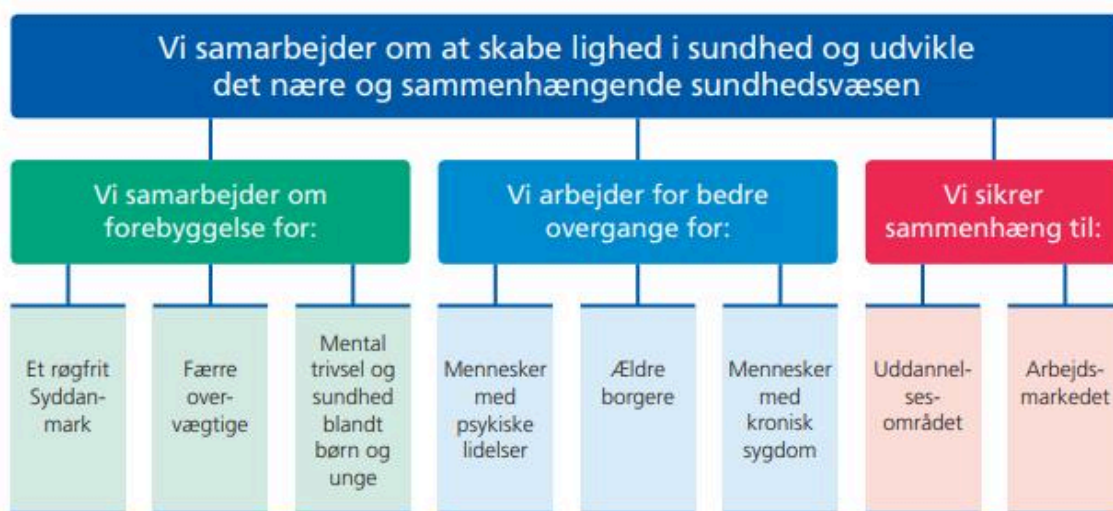 Vi samarbejder om at skabe lighed i sundhed og udvikle
det nære og sammenhængende sundhedsvæsen
Vi samarbejder om
forebyggelse for:
Vi arbejder for bedre
overgange for:
Vi sikrer
sammenhæng til:
Et røgfrit
Syddan-
mark
Færre
over-
vægtige
Mental
trivsel og
sundhed
blandt
børn og
unge
Mennesker
med
psykiske
lidelser
Ældre
borgere
Mennesker
med
kronisk
sygdom
Uddannel-
ses-
området
Arbejds-
markedet